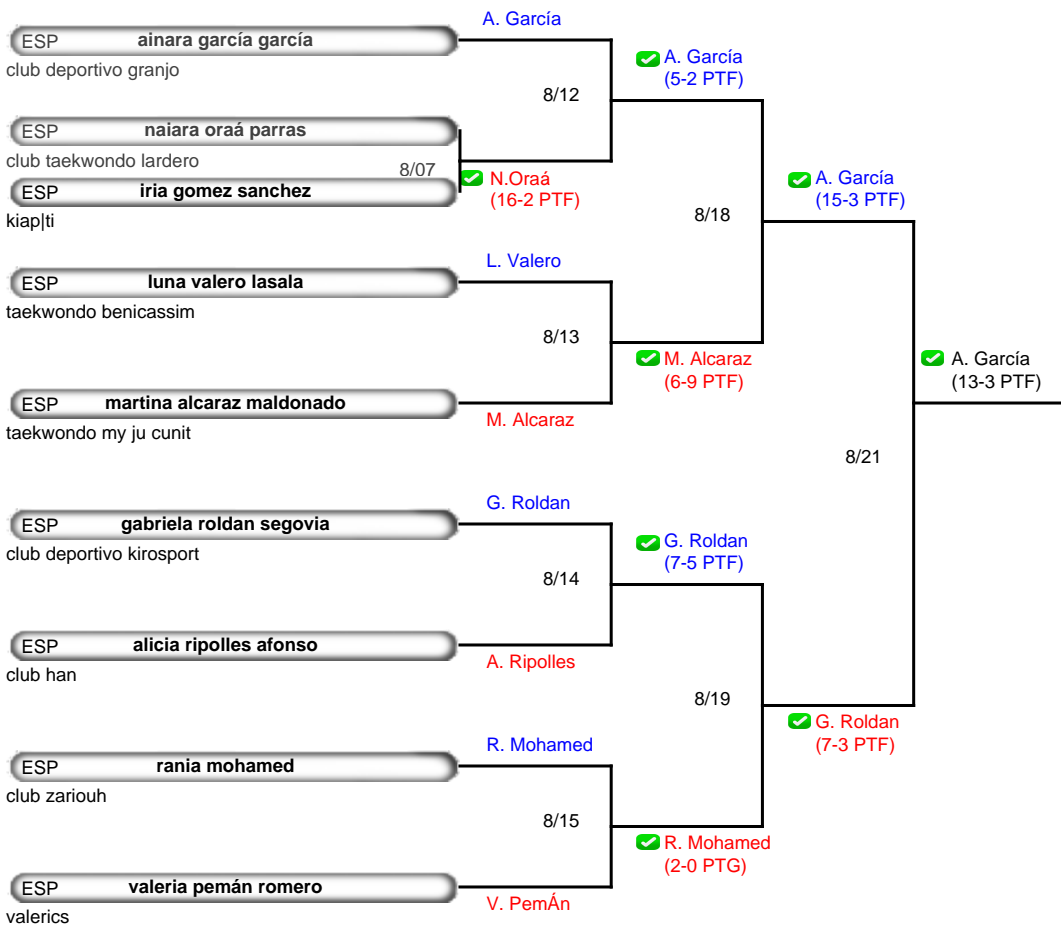 A. García
ESP ainara garcía garcía
club deportivo granjo
A. García
(5-2 PTF)
8/12
ESP naiara oraá parras
club taekwondo lardero
8/07
N.Oraá
(16-2 PTF)
ESP iria gomez sanchez
kiap|ti
A. García
(15-3 PTF)
8/18
L. Valero
ESP luna valero lasala
taekwondo benicassim
8/13
M. Alcaraz
(6-9 PTF)
A. García
(13-3 PTF)
ESP martina alcaraz maldonado
taekwondo my ju cunit
M. Alcaraz
8/21
G. Roldan
ESP gabriela roldan segovia
club deportivo kirosport
G. Roldan
(7-5 PTF)
8/14
ESP alicia ripolles afonso
club han
A. Ripolles
8/19
G. Roldan
(7-3 PTF)
R. Mohamed
ESP rania mohamed
club zariouh
8/15
R. Mohamed
(2-0 PTG)
ESP valeria pemán romero
valerics
V. PemÁn